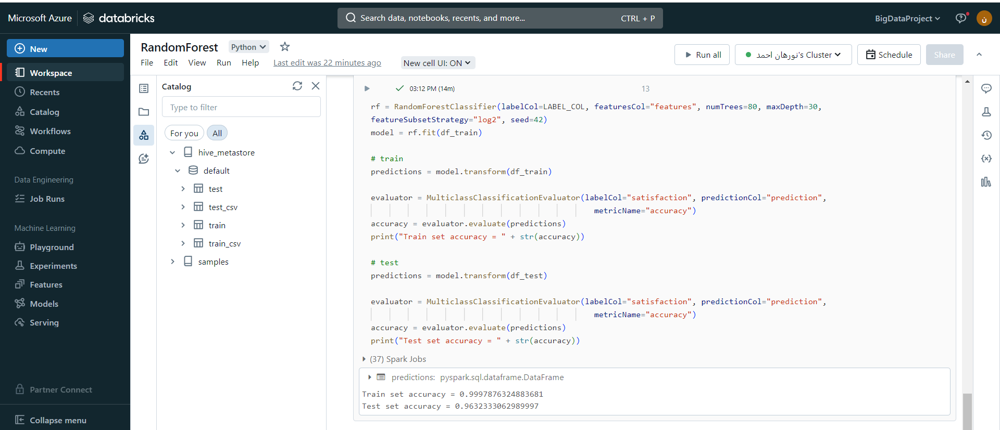 Microsoft Azure databricks
Search data, notebooks, recents, and more... CTRL + P
BigDataProject
ن
New
Workspace
Recents
Catalog
Workflows
Compute
Data Engineering
Job Runs
Machine Learning
Playground
Experiments
Features
Models
Serving
Partner Connect
Collapse menu
RandomForest Python
File Edit View Run Help Last edit was 22 minutes ago New cell UI: ON
Run all نورهان احمد's Cluster Schedule Share
Catalog
Type to filter
For you All
hive_metastore
default
test
test_csv
train
train_csv
samples
03:12 PM (14m) 13
rf = RandomForestClassifier(labelCol=LABEL_COL, featuresCol="features", numTrees=80, maxDepth=30,
featureSubsetStrategy="log2", seed=42)
model = rf.fit(df_train)
# train
predictions = model.transform(df_train)
evaluator = MulticlassClassificationEvaluator(labelCol="satisfaction", predictionCol="prediction",
metricName="accuracy")
accuracy = evaluator.evaluate(predictions)
print("Train set accuracy = " + str(accuracy))
# test
predictions = model.transform(df_test)
evaluator = MulticlassClassificationEvaluator(labelCol="satisfaction", predictionCol="prediction",
metricName="accuracy")
accuracy = evaluator.evaluate(predictions)
print("Test set accuracy = " + str(accuracy))
(37) Spark Jobs
predictions: pyspark.sql.dataframe.DataFrame
Train set accuracy = 0.9997876324883681
Test set accuracy = 0.9632333062989997